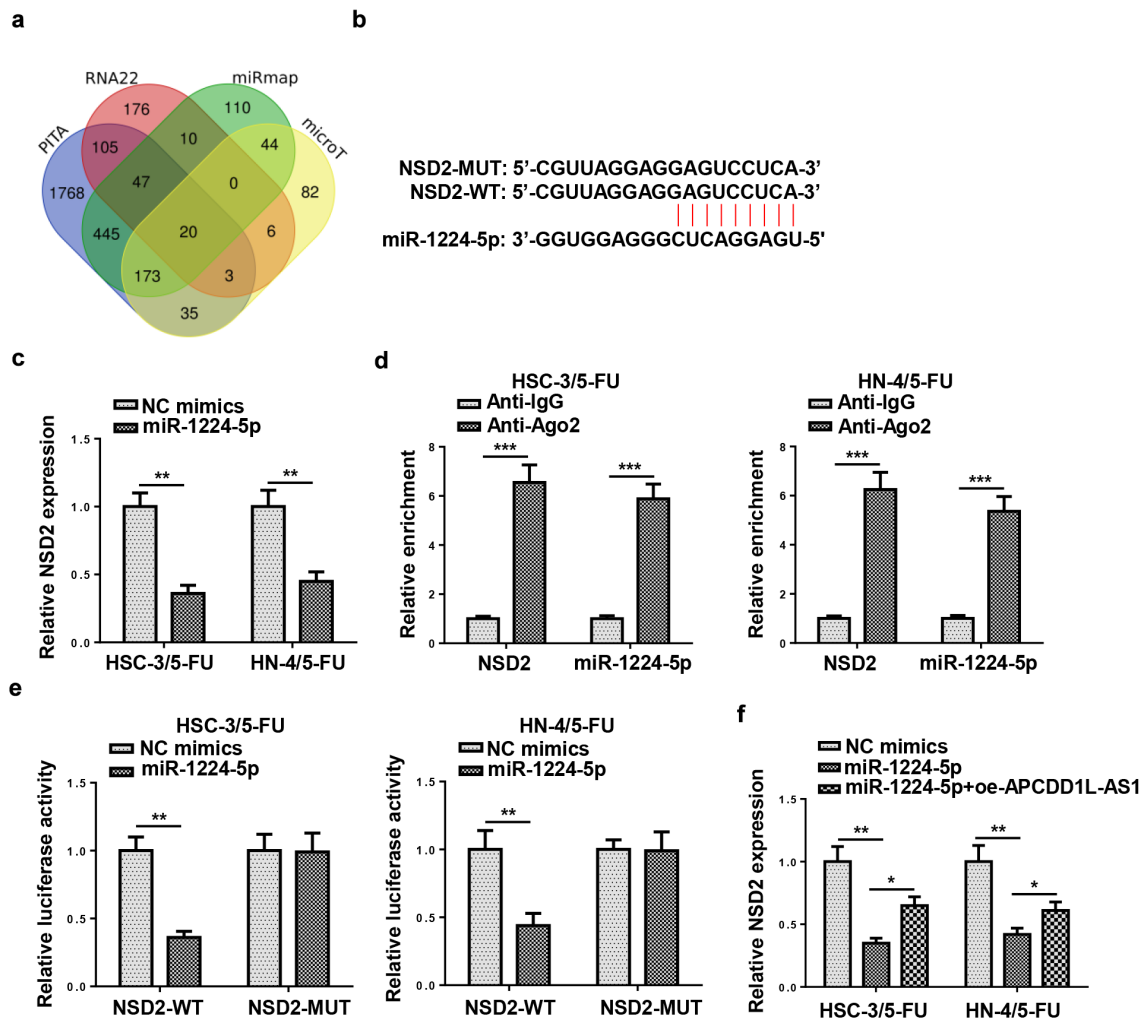 a
b
RNA22
miRmap
PITA
microT
176
110
105
10
44
1768
47
0
82
445
20
6
173
3
35
NSD2-MUT: 5’-CGUUAGGAGGAGUCCUCA-3’
NSD2-WT: 5’-CGUUAGGAGGAGUCCUCA-3’
miR-1224-5p: 3’-GGUGGAGGGCUCAGGAGU-5'
c
NC mimics
miR-1224-5p
Relative NSD2 expression
1.5
1.0
0.5
0.0
**
**
HSC-3/5-FU
HN-4/5-FU
d
HSC-3/5-FU
Anti-IgG
Anti-Ago2
Relative enrichment
8
6
4
2
0
***
***
NSD2
miR-1224-5p
HN-4/5-FU
Anti-IgG
Anti-Ago2
Relative enrichment
8
6
4
2
0
***
***
NSD2
miR-1224-5p
e
HSC-3/5-FU
NC mimics
miR-1224-5p
Relative luciferase activity
1.5
1.0
0.5
0.0
**
NSD2-WT
NSD2-MUT
HN-4/5-FU
NC mimics
miR-1224-5p
Relative luciferase activity
1.5
1.0
0.5
0.0
**
NSD2-WT
NSD2-MUT
f
NC mimics
miR-1224-5p
miR-1224-5p+oe-APCDD1L-AS1
Relative NSD2 expression
1.5
1.0
0.5
0.0
**
*
**
*
HSC-3/5-FU
HN-4/5-FU